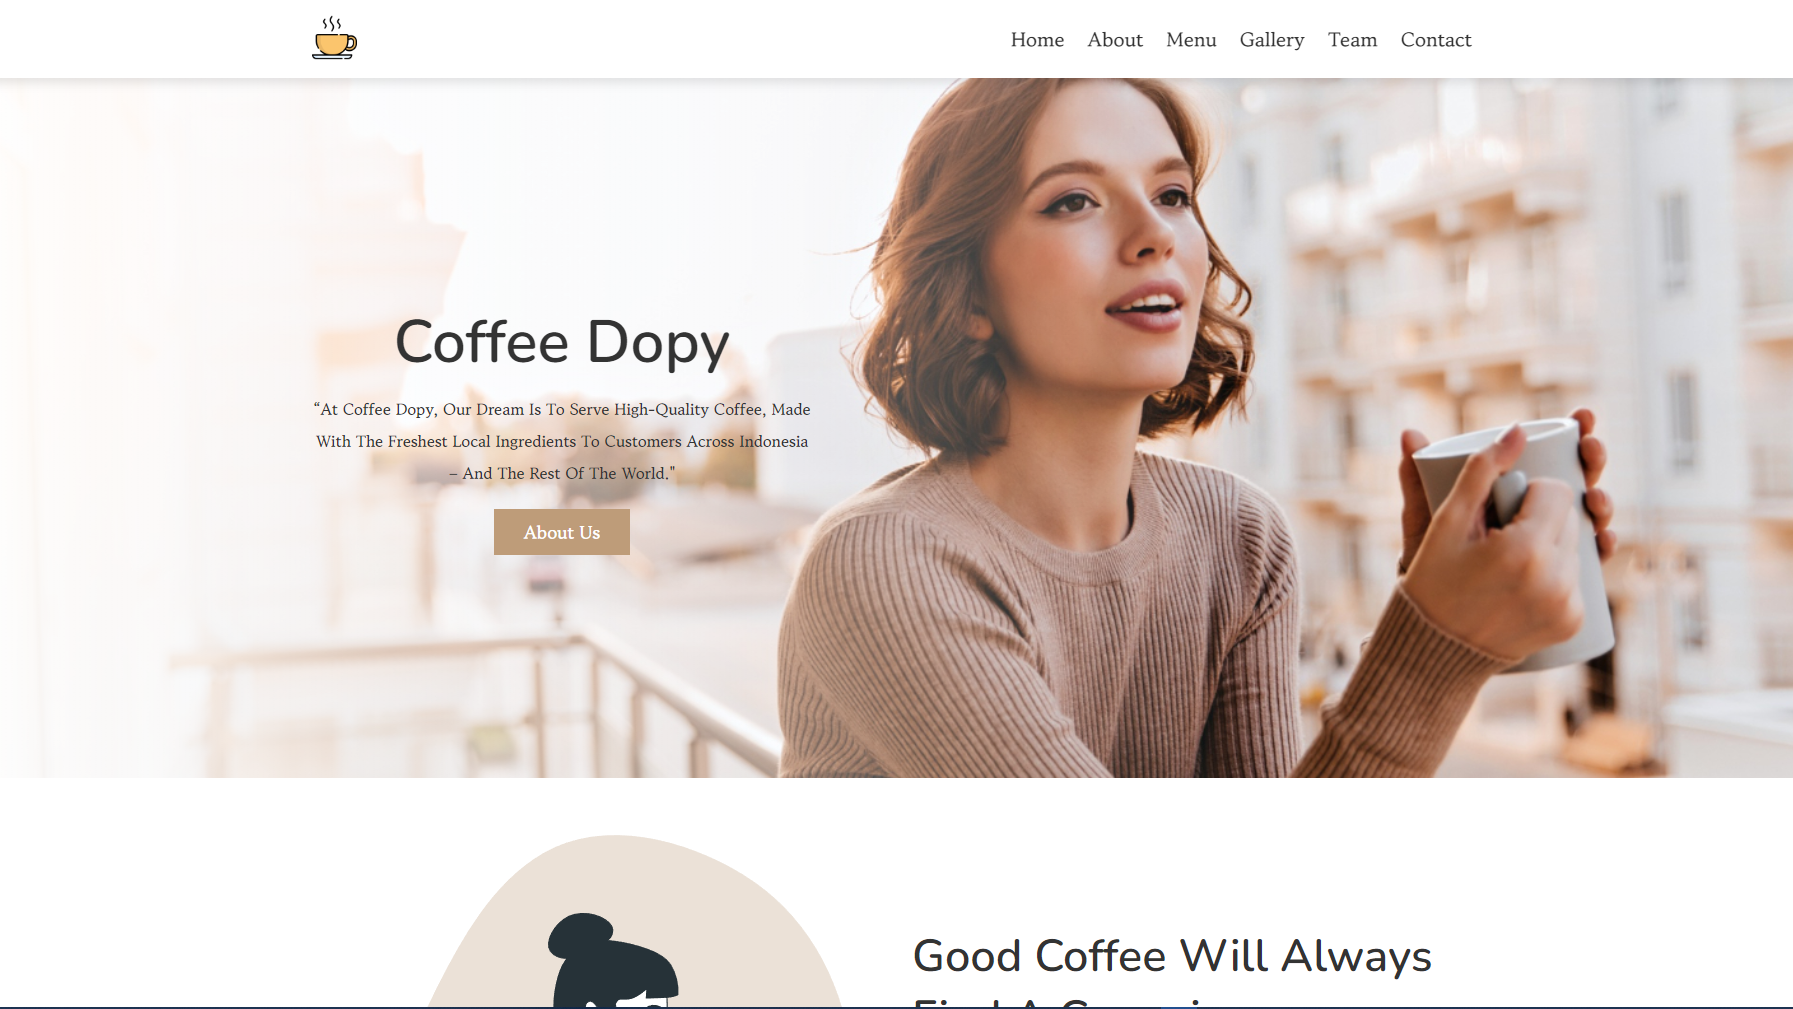 Home About Menu Gallery Team Contact
Coffee Dopy
“At Coffee Dopy, Our Dream Is To Serve High-Quality Coffee, Made
With The Freshest Local Ingredients To Customers Across Indonesia
– And The Rest Of The World."
About Us
Good Coffee Will Always